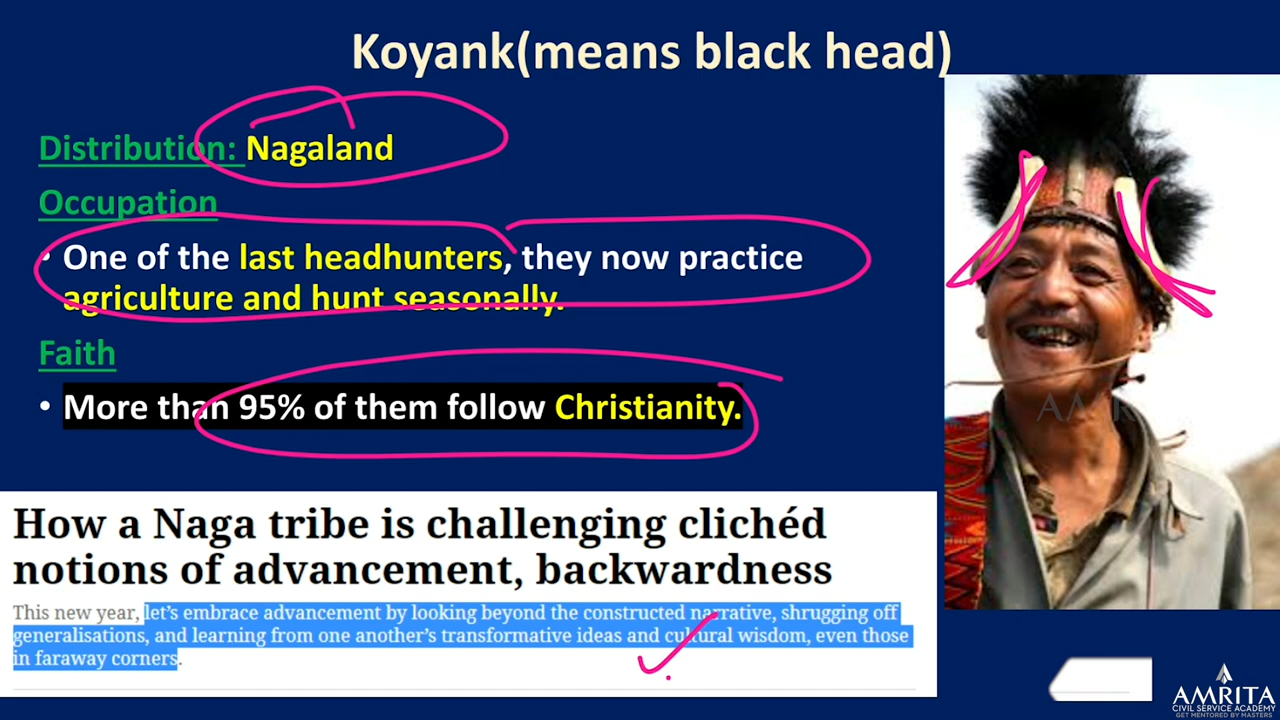 Koyank(means black head)
Distribution: Nagaland
Occupation
• One of the last headhunters, they now practice
agriculture and hunt seasonally.
Faith
• More than 95% of them follow Christianity.
How a Naga tribe is challenging clichéd
notions of advancement, backwardness
This new year, let's embrace advancement by looking beyond the constructed narrative, shrugging off
generalisations, and learning from one another's transformative ideas and cultural wisdom, even those
in faraway corners.
AMRITA
CIVIL SERVICE ACADEMY
GET MENTORED BY MASTERS